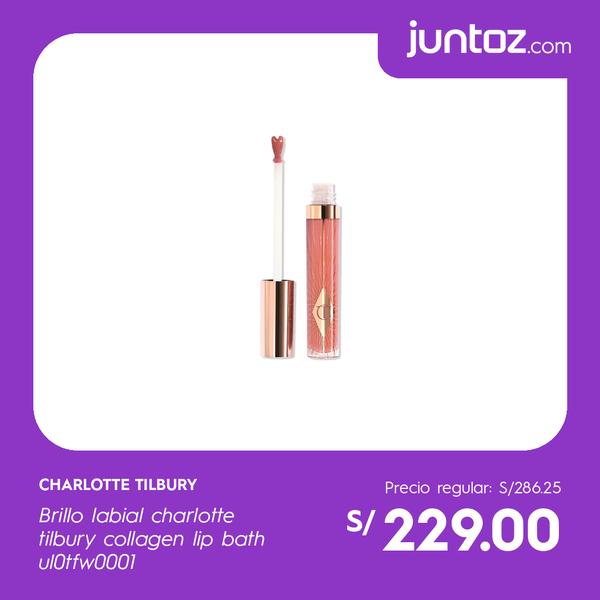 juntoz.com
CHARLOTTE TILBURY
Brillo labial charlotte
tilbury collagen lip bath
ul0tfw0001
Precio regular: S/286.25
S/ 229.00